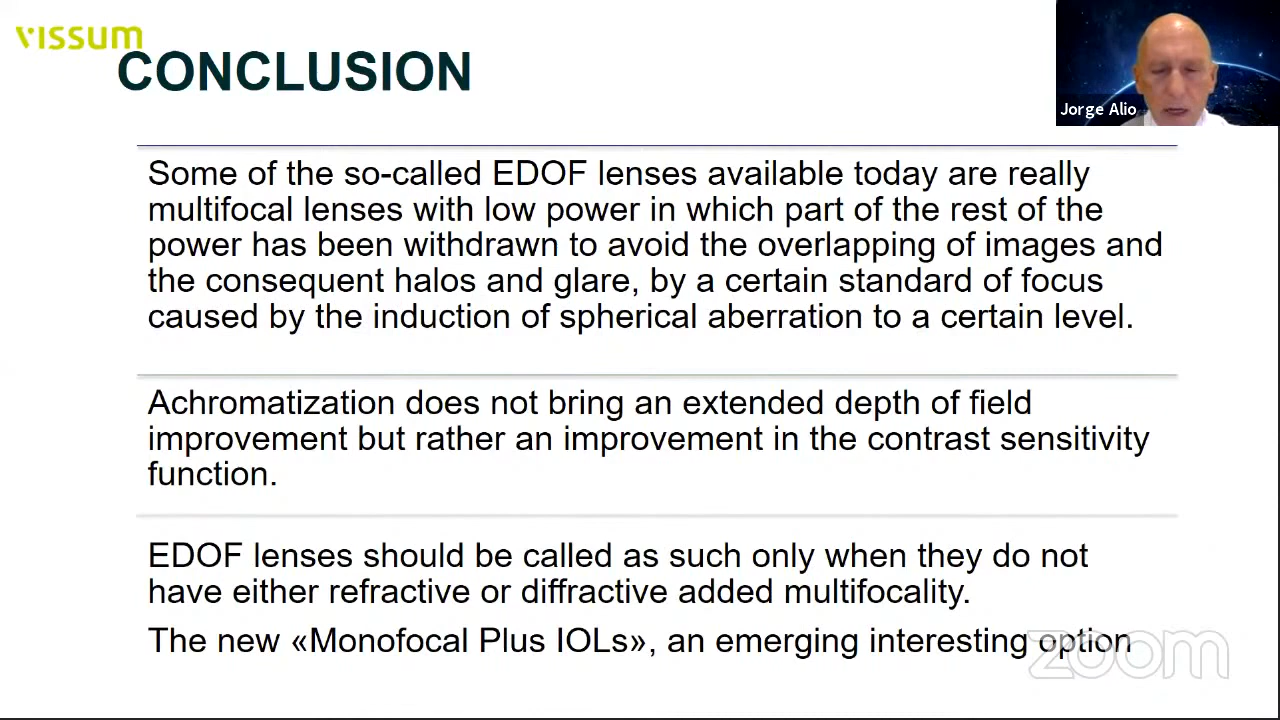 vissum
CONCLUSION
Jorge Alio
Some of the so-called EDOF lenses available today are really
multifocal lenses with low power in which part of the rest of the
power has been withdrawn to avoid the overlapping of images and
the consequent halos and glare, by a certain standard of focus
caused by the induction of spherical aberration to a certain level.
Achromatization does not bring an extended depth of field
improvement but rather an improvement in the contrast sensitivity
function.
EDOF lenses should be called as such only when they do not
have either refractive or diffractive added multifocality.
The new «Monofocal Plus IOLs», an emerging interesting option
zoom